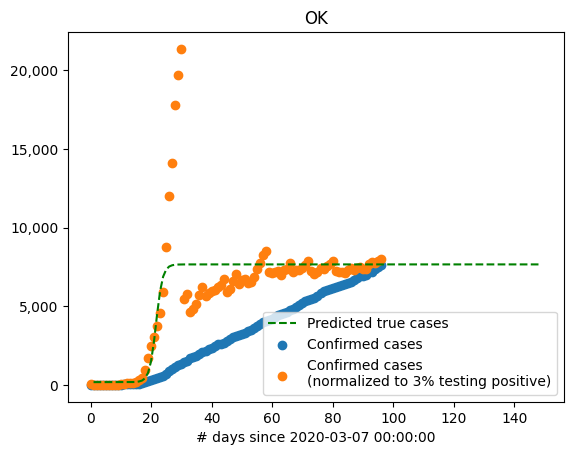 OK
20,000
15,000
10,000
5,000
0
Predicted true cases
Confirmed cases
Confirmed cases
(normalized to 3% testing positive)
0 20 40 60 80 100 120 140
# days since 2020-03-07 00:00:00